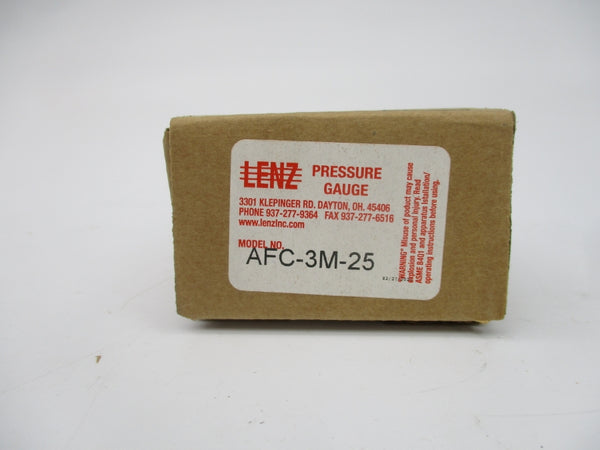 LENZ
PRESSURE
GAUGE
3301 KLEPINGER RD. DAYTON, OH. 45406
PHONE 937-277-9364 FAX 937-277-6516
www.lenzinc.com
MODEL NO.
AFC-3M-25
"WARNING" Misuse of product may cause
explosion and personal injury. Read
ASME B401 and apparatus istallation/
operating instructions before using.